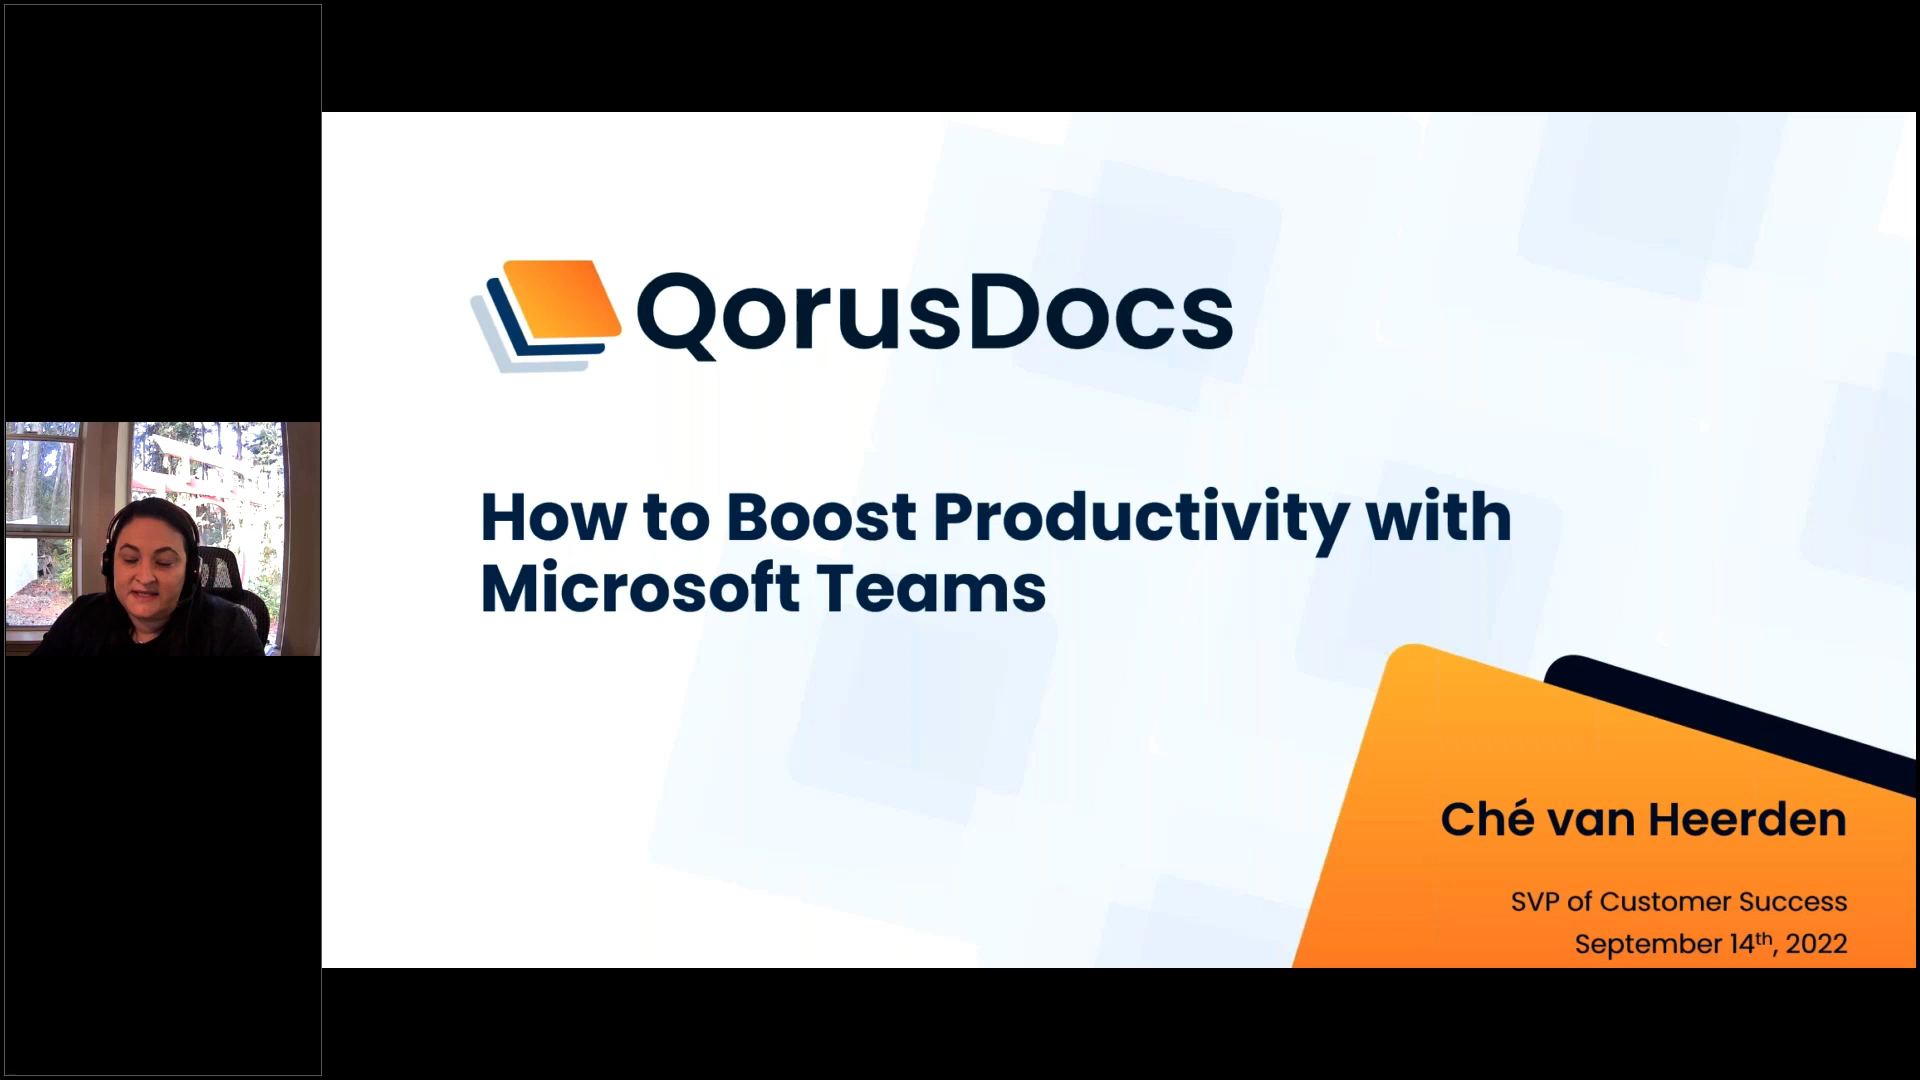 QorusDocs
How to Boost Productivity with
Microsoft Teams
Ché van Heerden
SVP of Customer Success
September 14th, 2022